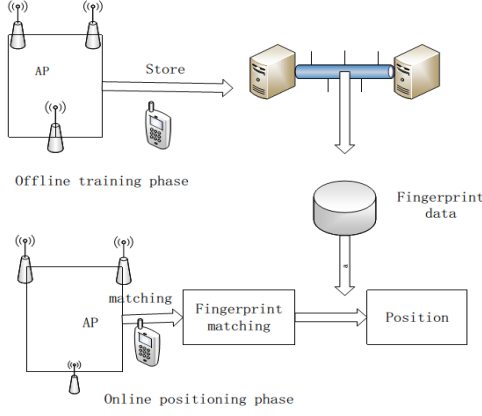 AP
Store
Offline training phase
Fingerprint
data
a
matching
AP
Fingerprint
matching
Position
Online positioning phase